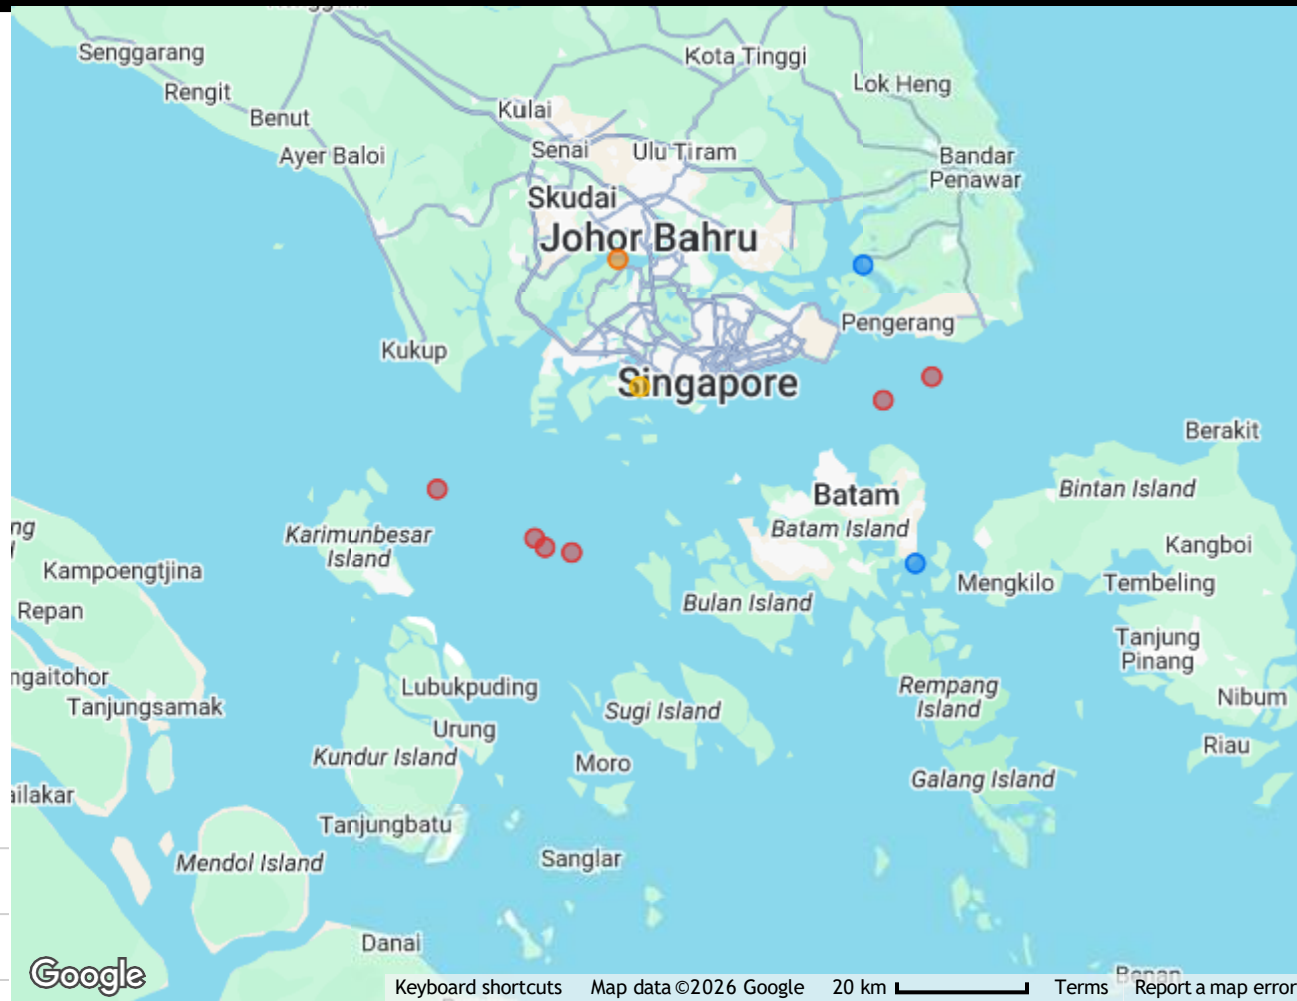 Senggarang
Kota Tinggi
Lok Heng
Rengit
Kulai
Benut
Senai
Ulu Tiram
Ayer Baloi
Bandar
Penawar
Skudai
Johor Bahru
Pengerang
Kukup
Singapore
Berakit
Batam
Bintan Island
Karimunbesar
Island
Batam Island
Kangboi
Kampoengtjina
Mengkilo
Tembeling
Repan
Bulan Island
Tanjung
Pinang
ngaitohor
Lubukpuding
Rempang
Island
Nibum
Tanjungsamak
Sugi Island
Urung
Riau
Kundur Island
Moro
Galang Island
ailakar
Tanjungbatu
Mendol Island
Sanglar
Danai
Benan
Google
Keyboard shortcuts
Map data ©2026 Google
20 km
Terms
Report a map error